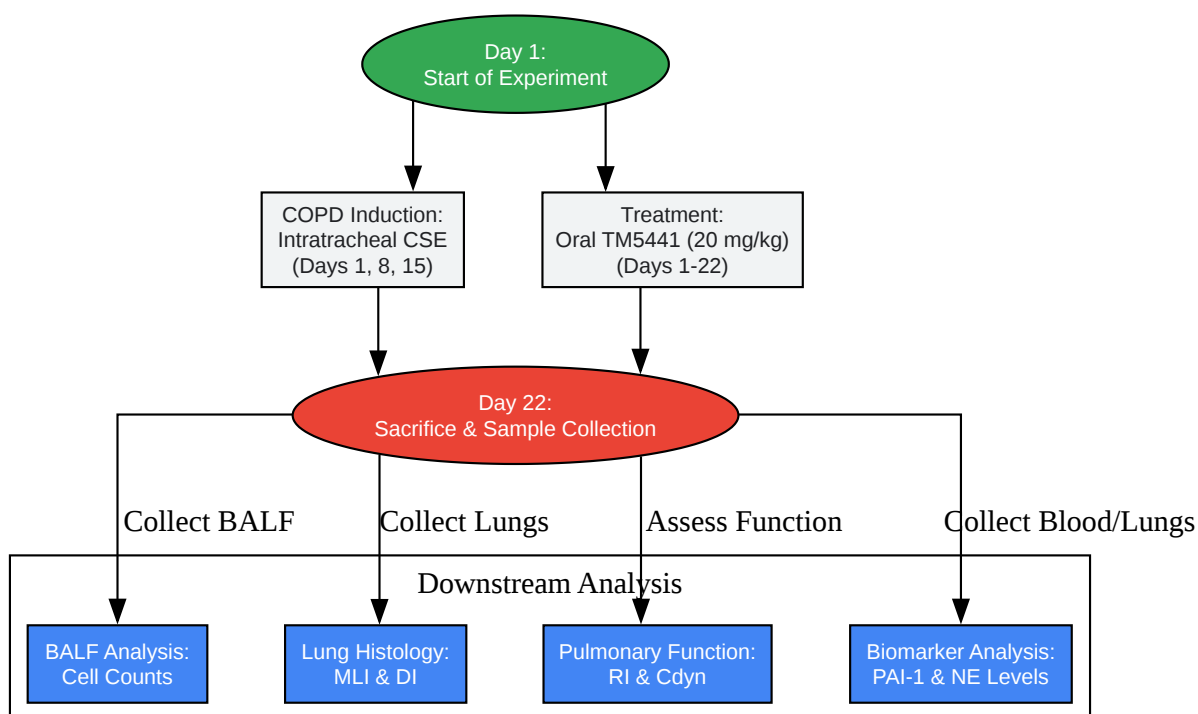 Day 1:
Start of Experiment
COPD Induction:
Intratracheal CSE
(Days 1, 8, 15)
Treatment:
Oral TM5441 (20 mg/kg)
(Days 1-22)
Day 22:
Sacrifice & Sample Collection
Collect BALF
Collect Lungs
Assess Function
Collect Blood/Lungs
Downstream Analysis
BALF Analysis:
Cell Counts
Lung Histology:
MLI & DI
Pulmonary Function:
RI & Cdyn
Biomarker Analysis:
PAI-1 & NE Levels